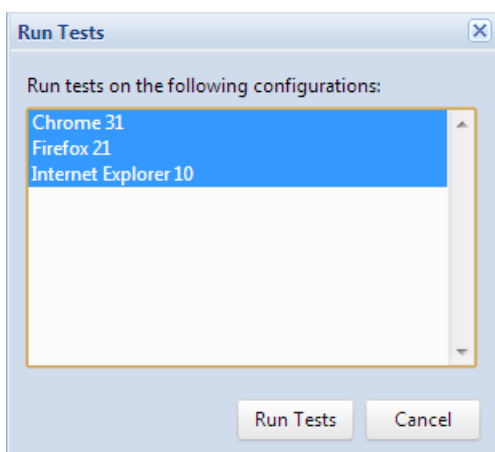 Run Tests
Run tests on the following configurations:
Chrome 31
Firefox 21
Internet Explorer 10
Run Tests
Cancel